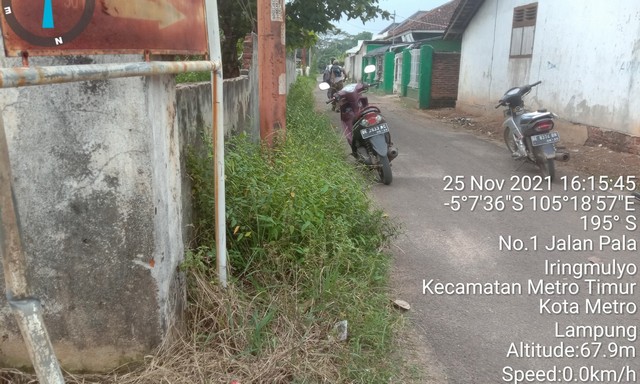 E
N
25 Nov 2021 16:15:45
-5°7'36"S 105°18'57"E
195° S
No.1 Jalan Pala
Iringmulyo
Kecamatan Metro Timur
Kota Metro
Lampung
Altitude:67.9m
Speed:0.0km/h